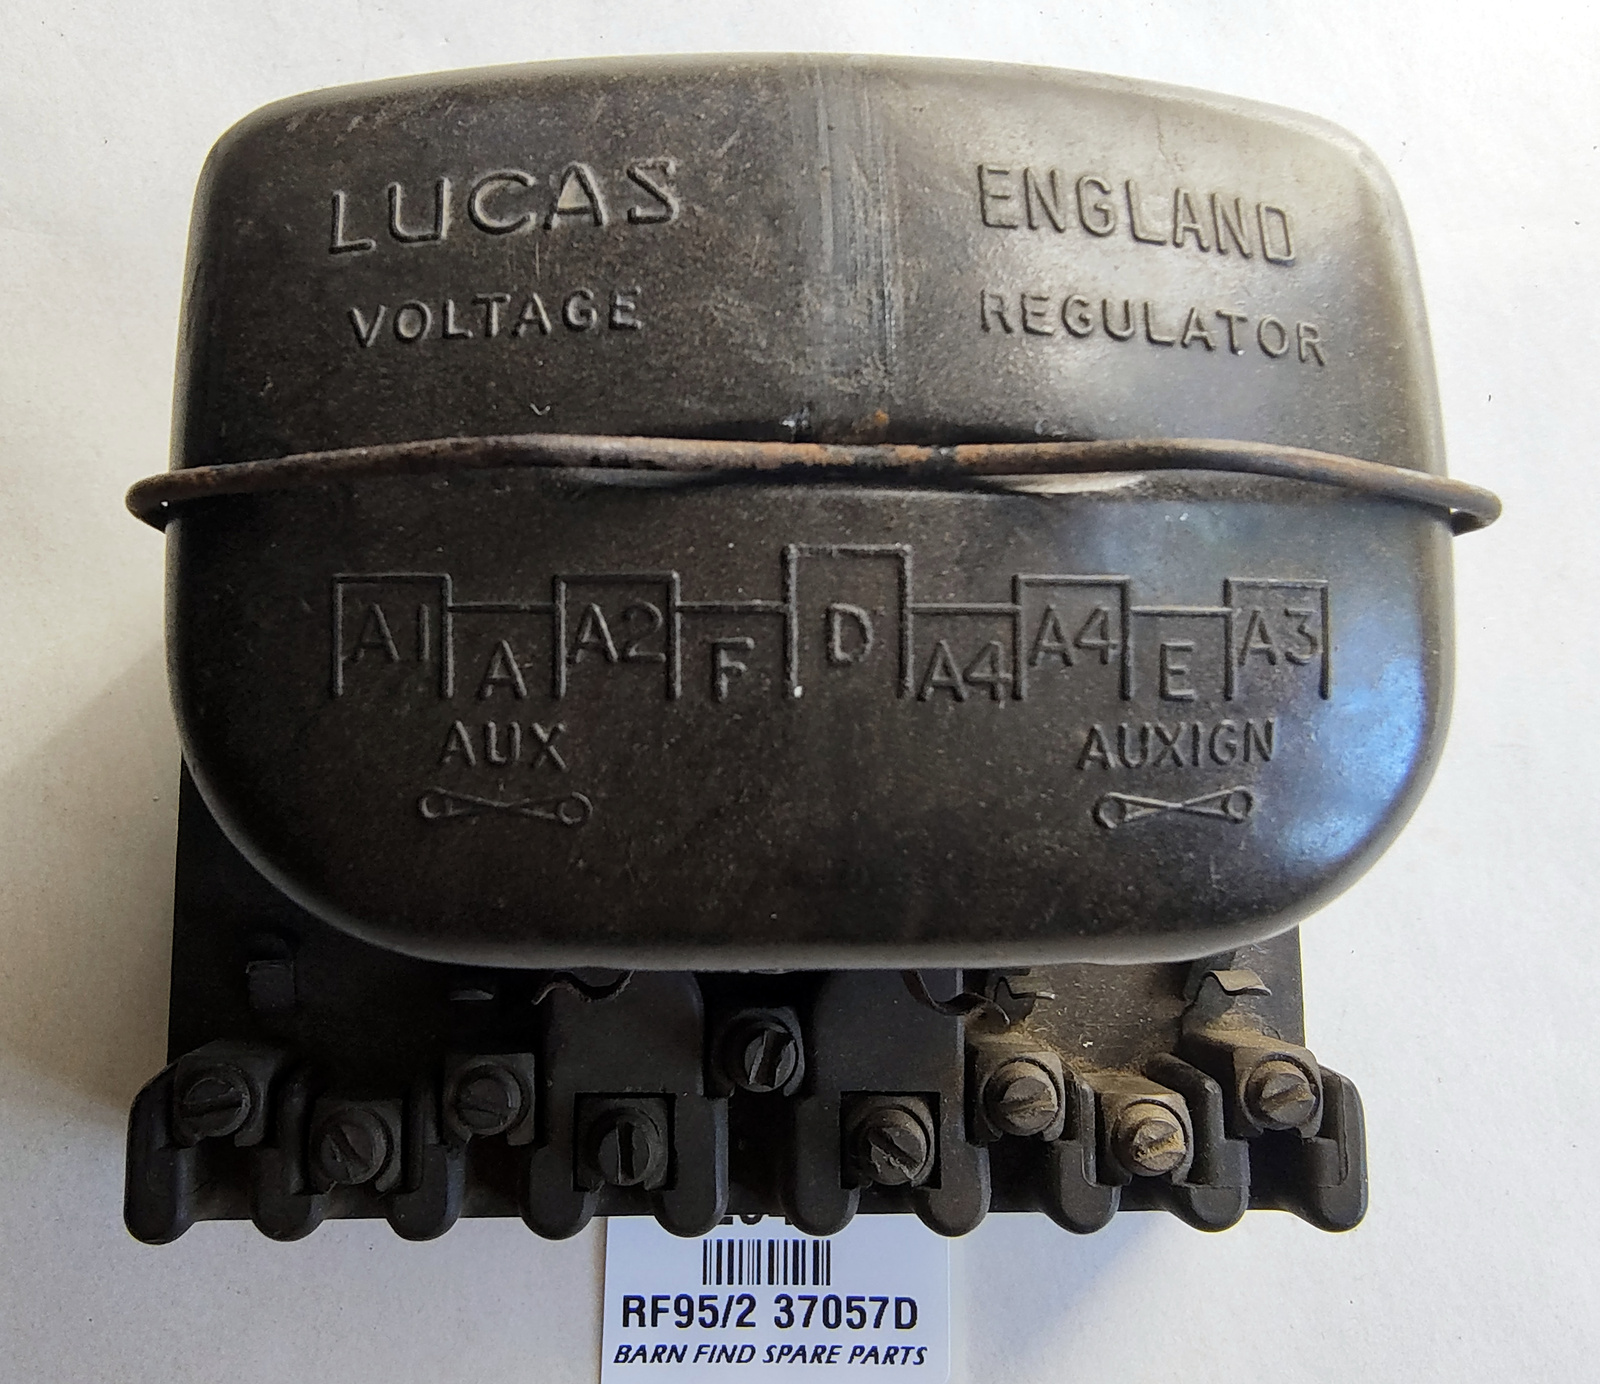 LUCAS ENGLAND
VOLTAGE REGULATOR
A1 A A2 F D A4 A4 E A3
AUX AUXIGN
RF95/2 37057D
BARN FIND SPARE PARTS